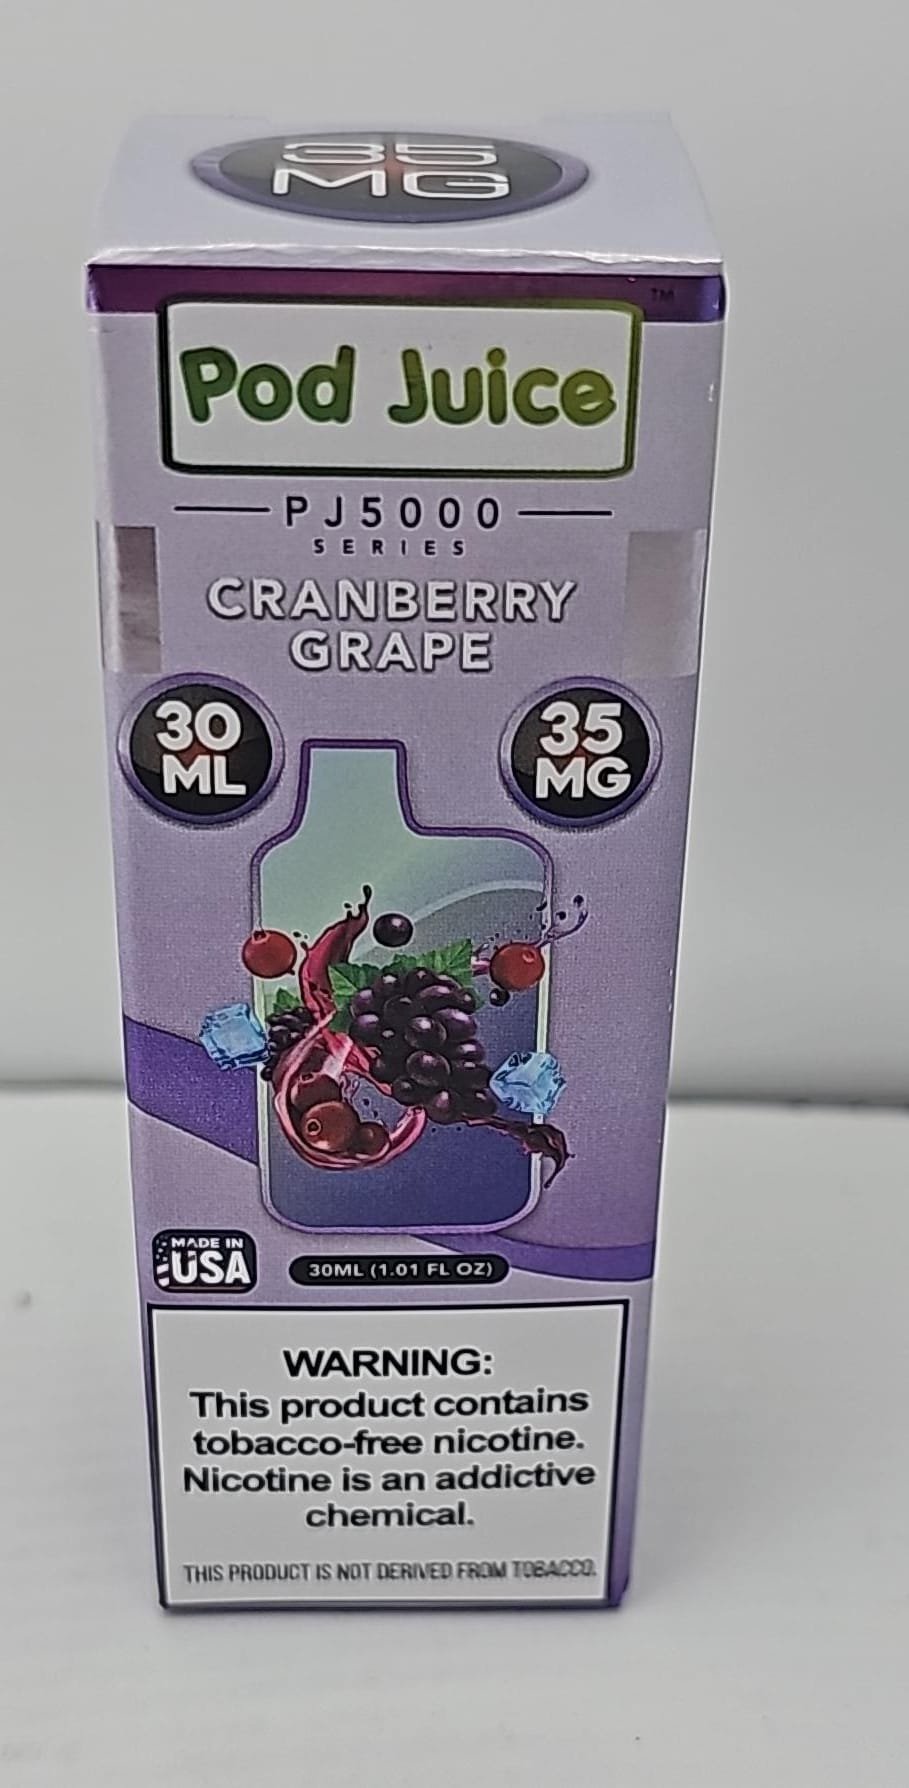 35
MG
TM
Pod Juice
PJ5000
SERIES
CRANBERRY
GRAPE
30
ML
35
MG
MADE IN
USA
30ML (1.01 FL OZ)
WARNING:
This product contains
tobacco-free nicotine.
Nicotine is an addictive
chemical.
THIS PRODUCT IS NOT DERIVED FROM TOBACCO.